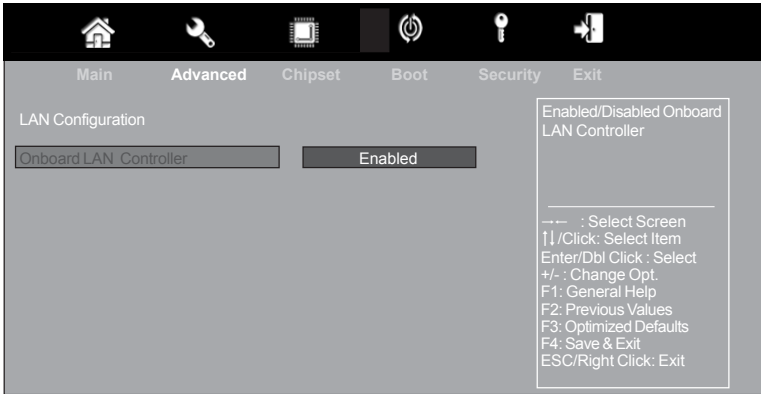 Main Advanced Chipset Boot Security Exit
LAN Configuration
Onboard LAN Controller Enabled
Enabled/Disabled Onboard
LAN Controller
→← : Select Screen
↑↓/Click: Select Item
Enter/Dbl Click : Select
+/- : Change Opt.
F1: General Help
F2: Previous Values
F3: Optimized Defaults
F4: Save & Exit
ESC/Right Click: Exit